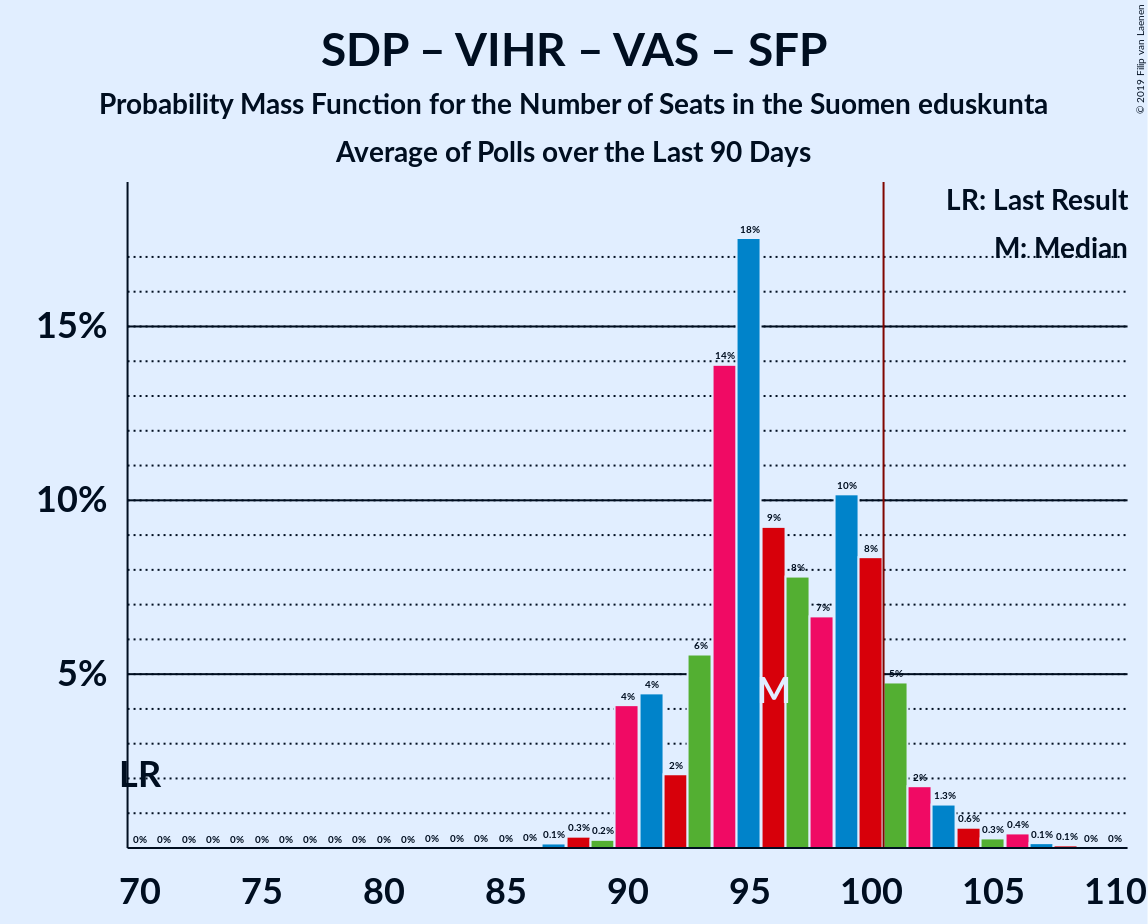 SDP – VIHR – VAS – SFP
Probability Mass Function for the Number of Seats in the Suomen eduskunta
Average of Polls over the Last 90 Days
© 2019 Filip van Laenen
LR: Last Result
M: Median
15%
10%
5%
LR
M
0% 0% 0% 0% 0% 0% 0% 0% 0% 0% 0% 0% 0% 0% 0% 0% 0% 0.1% 0.3% 0.2% 4% 4% 2% 6% 14% 18% 9% 8% 7% 10% 8% 5% 2% 1.3% 0.6% 0.3% 0.4% 0.1% 0.1% 0% 0%
70 75 80 85 90 95 100 105 110